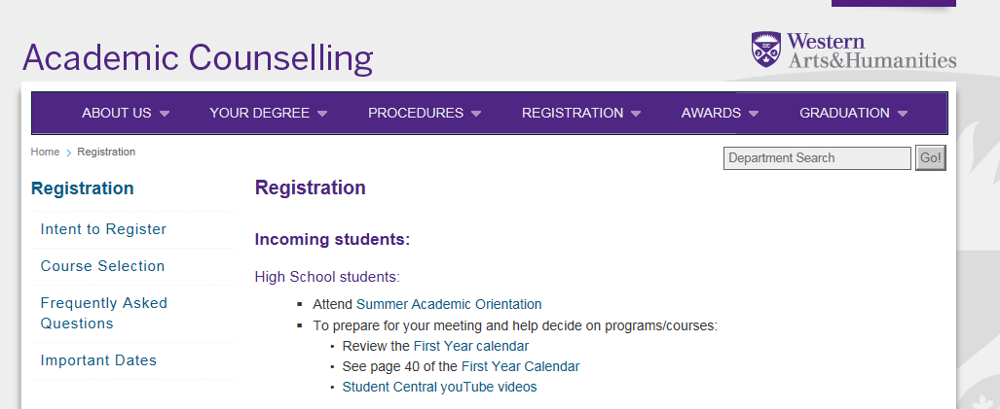 Academic Counselling
Western
Arts&Humanities
ABOUT US YOUR DEGREE PROCEDURES REGISTRATION AWARDS GRADUATION
Home > Registration
Department Search Go!
Registration
Intent to Register
Course Selection
Frequently Asked
Questions
Important Dates
Registration
Incoming students:
High School students:
▪ Attend Summer Academic Orientation
▪ To prepare for your meeting and help decide on programs/courses:
• Review the First Year calendar
• See page 40 of the First Year Calendar
• Student Central youTube videos